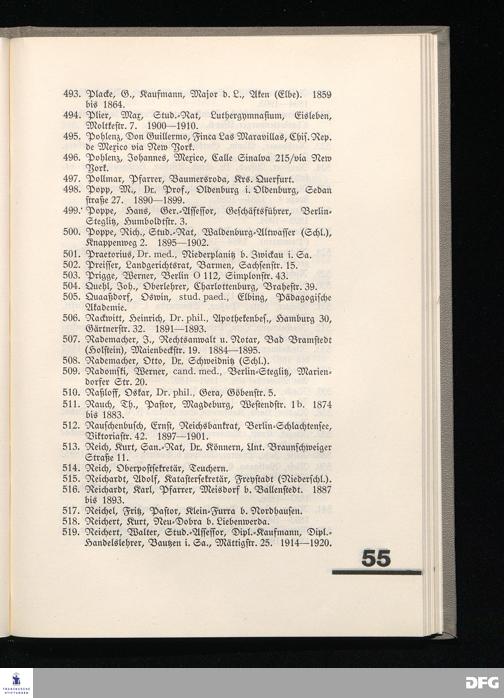 493. Placke, G., Kaufmann, Major d. L., Aken (Elbe). 1859
bis 1864.
494. Plier, Max, Stud.-Rat, Luthergymnasium, Eisleben,
Moltkestr. 7. 1900—1910.
495. Pohlenz, Don Guillermo, Finca Las Maravillas, Chis. Rep.
de Mexico via New York.
496. Pohlenz, Johannes, Mexico, Calle Sinalva 215/via New
York.
497. Pollmar, Pfarrer, Baumersroda, Krs. Querfurt.
498. Popp, M., Dr. Prof., Oldenburg i. Oldenburg, Sedan
straße 27. 1890—1899.
499. Poppe, Hans, Ger.-Assessor, Geschäftsführer, Berlin-
Steglitz, Humboldtstr. 3.
500. Poppe, Rich., Stud.-Rat, Waldenburg-Altwasser (Schl.),
Knappenweg 2. 1895—1902.
501. Praetorius, Dr. med., Niederplanitz b. Zwickau i. Sa.
502. Preisser, Landgerichtsrat, Barmen, Sachsenstr. 15.
503. Prigge, Werner, Berlin O 112, Simplonstr. 43.
504. Quehl, Joh., Oberlehrer, Charlottenburg, Brahestr. 39.
505. Quaaßdorf, Oswin, stud. paed., Elbing, Pädagogische
Akademie.
506. Rackwitt, Heinrich, Dr. phil., Apothekenbes., Hamburg 30,
Gärtnerstr. 32. 1891—1893.
507. Rademacher, J., Rechtsanwalt u. Notar, Bad Bramstedt
(Holstein), Maienbeckstr. 19. 1884—1895.
508. Rademacher, Otto, Dr, Schweidnitz (Schl.).
509. Radomski, Werner, cand. med., Berlin-Steglitz, Marien-
dorfer Str. 20.
510. Raßloff, Oskar, Dr. phil., Gera, Göbenstr. 5.
511. Rauch, Th., Pastor, Magdeburg, Westendstr. 1b. 1874
bis 1883.
512. Rauschenbusch, Ernst, Reichsbankrat, Berlin-Schlachtensee,
Viktoriastr. 42. 1897—1901.
513. Reich, Kurt, San.-Rat, Dr. Könnern, Unt. Braunschweiger
Straße 11.
514. Reich, Oberpostsekretär, Teuchern.
515. Reichardt, Adolf, Katastersekretär, Freystadt (Niederschl.).
516. Reichardt, Karl, Pfarrer, Meisdorf b. Ballenstedt. 1887
bis 1893.
517. Reichel, Fritz, Pastor, Klein-Furra b. Nordhausen.
518. Reichert, Kurt, Neu-Dobra b. Liebenwerda.
519. Reichert, Walter, Stud.-Assessor, Dipl.-Kaufmann, Dipl.-
Handelslehrer, Bautzen i. Sa., Mättigstr. 25. 1914—1920.
55
FRANCKESCHE
STIFTUNGEN
DFG